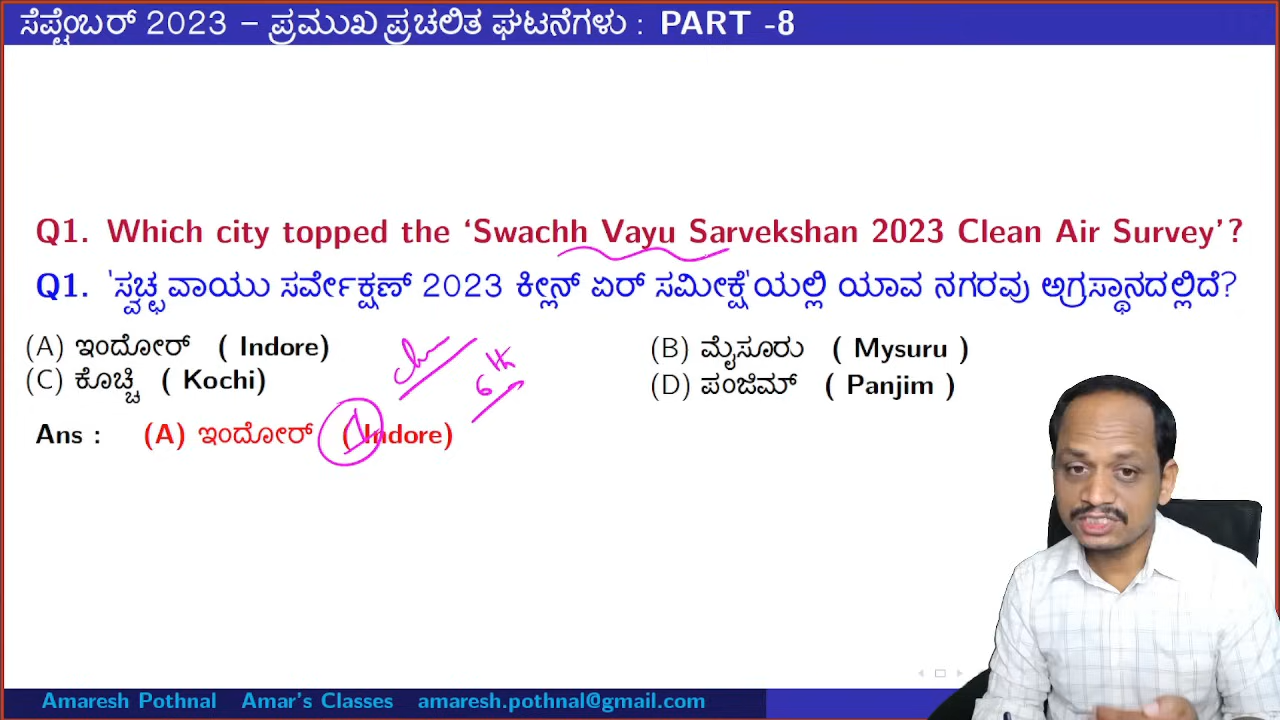 ಸೆಪ್ಟೆಂಬರ್ 2023 – ಪ್ರಮುಖ ಪ್ರಚಲಿತ ಘಟನೆಗಳು : PART -8
Q1. Which city topped the ‘Swachh Vayu Sarvekshan 2023 Clean Air Survey’?
Q1. 'ಸ್ವಚ್ಛ ವಾಯು ಸರ್ವೇಕ್ಷಣ್ 2023 ಕ್ಲೀನ್ ಏರ್ ಸಮೀಕ್ಷೆ'ಯಲ್ಲಿ ಯಾವ ನಗರವು ಅಗ್ರಸ್ಥಾನದಲ್ಲಿದೆ?
(A) ಇಂದೋರ್ ( Indore) (B) ಮೈಸೂರು ( Mysuru )
(C) ಕೊಚ್ಚಿ ( Kochi) (D) ಪಂಜಿಮ್ ( Panjim )
6th
Ans : (A) ಇಂದೋರ್ ( Indore)
1
Amaresh Pothnal Amar's Classes amaresh.pothnal@gmail.com